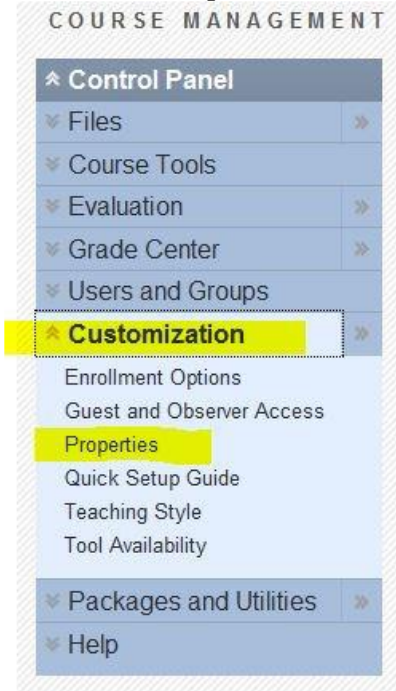 COURSE MANAGEMENT
Control Panel
Files
Course Tools
Evaluation
Grade Center
Users and Groups
Customization
Enrollment Options
Guest and Observer Access
Properties
Quick Setup Guide
Teaching Style
Tool Availability
Packages and Utilities
Help